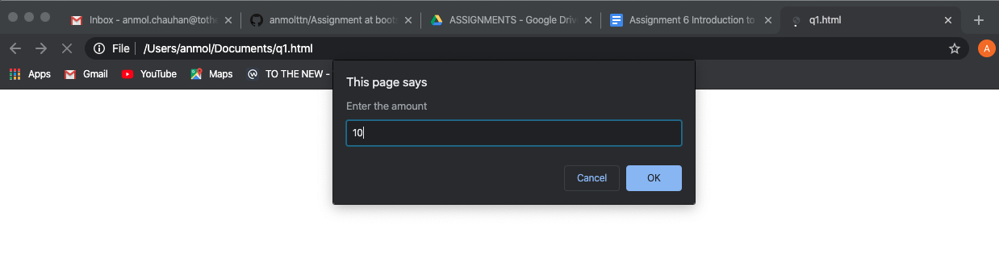 Inbox - anmol.chauhan@tothe
anmolttn/Assignment at boots
ASSIGNMENTS - Google Driv
Assignment 6 Introduction to
q1.html
File
/Users/anmol/Documents/q1.html
A
Apps
Gmail
YouTube
Maps
TO THE NEW -
This page says
Enter the amount
10
Cancel
OK